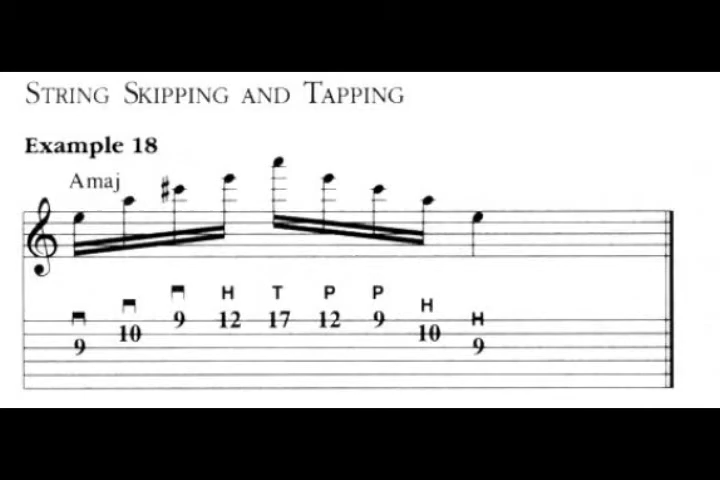 STRING SKIPPING AND TAPPING
Example 18
Amaj
H T P P H H
9 10 9 12 17 12 9 10 9